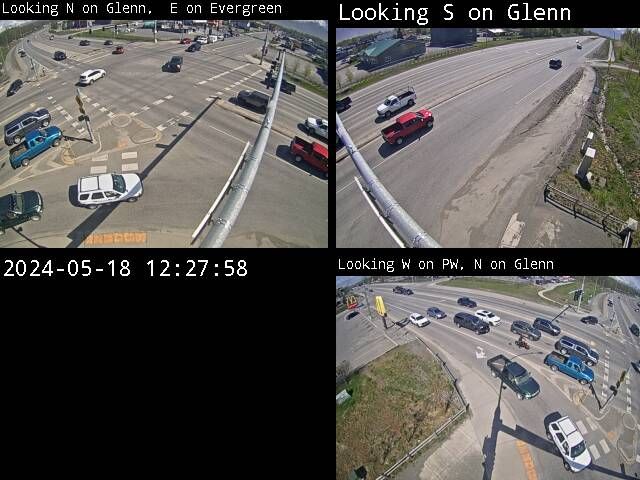 Looking N on Glenn,  E on Evergreen
Looking S on Glenn
2024-05-18 12:27:58
Looking W on PW, N on Glenn